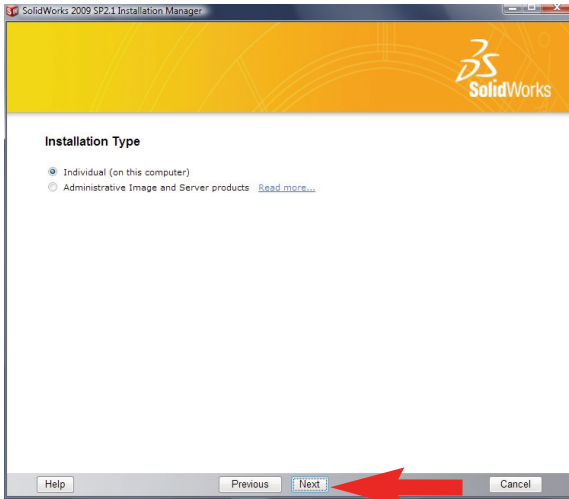 SolidWorks 2009 SP2.1 Installation Manager
SolidWorks
Installation Type
Individual (on this computer)
Administrative Image and Server products Read more...
Help Previous Next Cancel